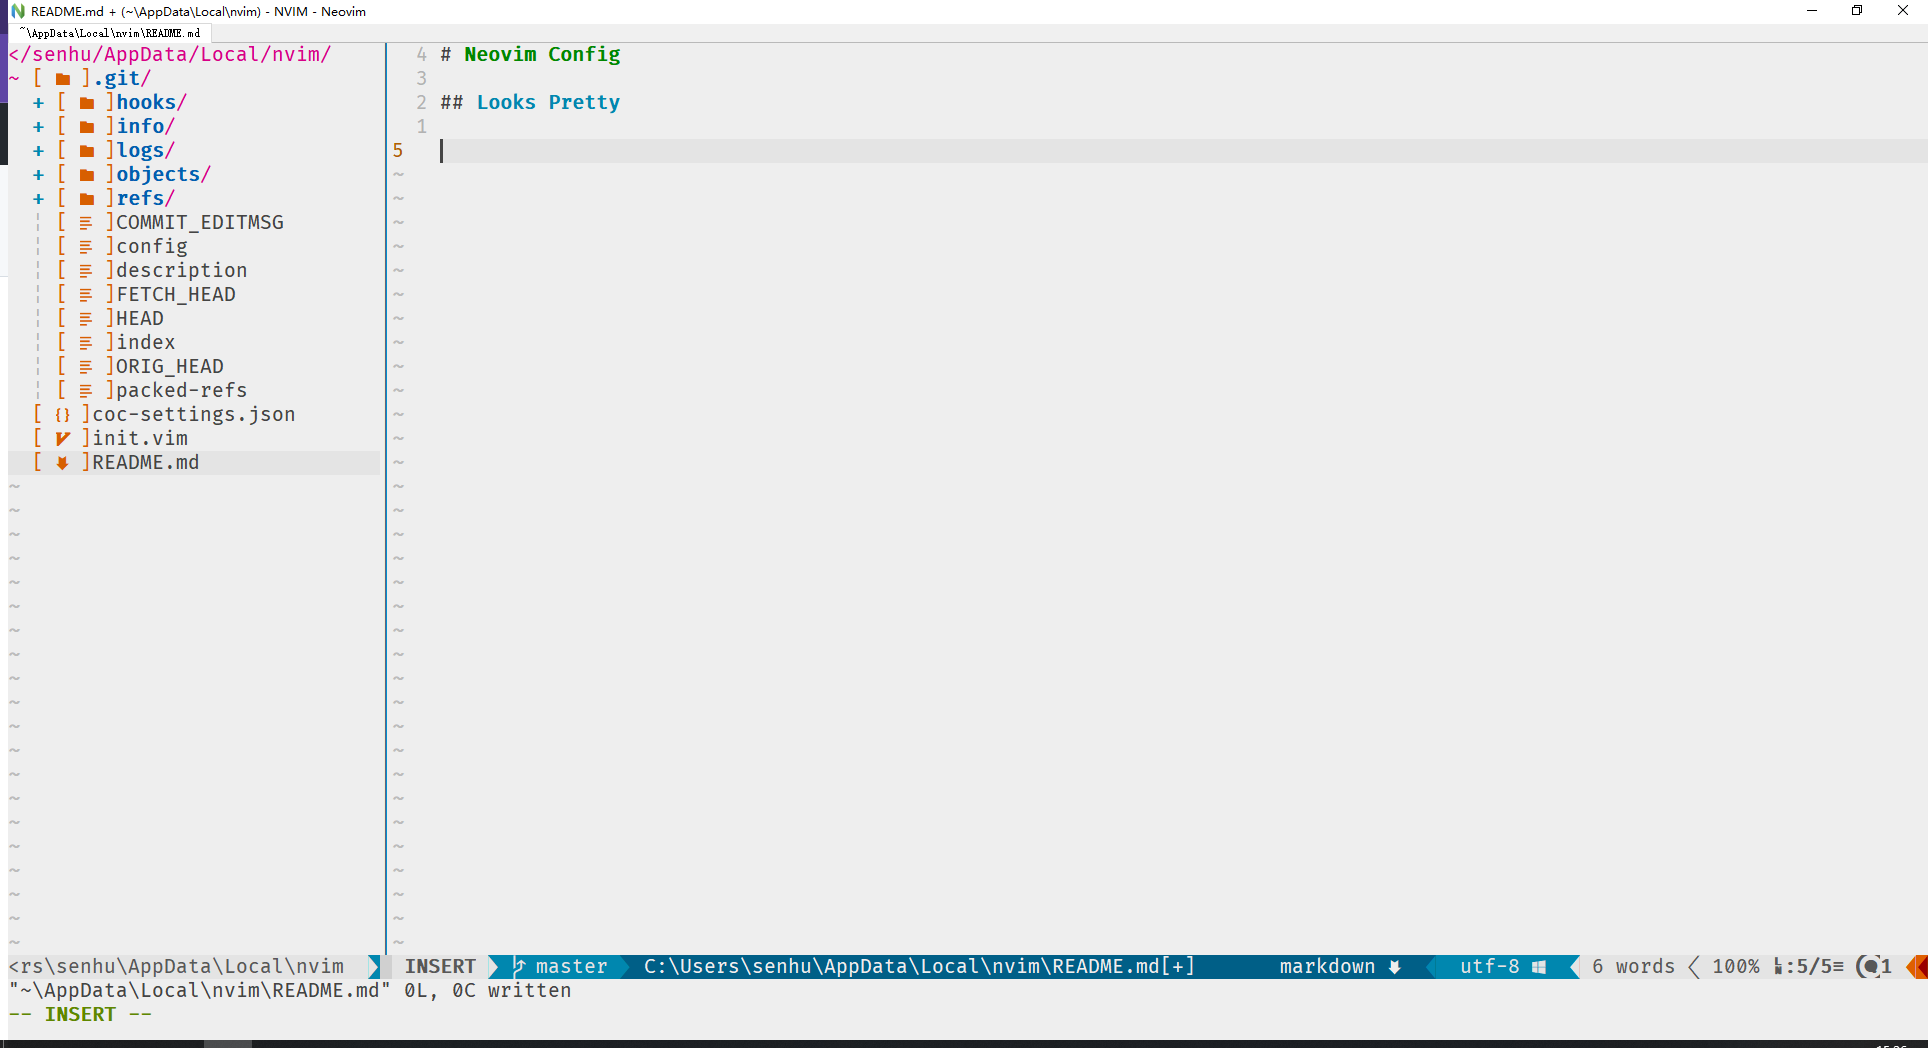 README.md + (~\AppData\Local\nvim) - NVIM - Neovim
~\AppData\Local\nvim\README.md
</senhu/AppData/Local/nvim/
~ [ ].git/
+ [ ]hooks/
+ [ ]info/
+ [ ]logs/
+ [ ]objects/
+ [ ]refs/
[ ]COMMIT_EDITMSG
[ ]config
[ ]description
[ ]FETCH_HEAD
[ ]HEAD
[ ]index
[ ]ORIG_HEAD
[ ]packed-refs
[ {} ]coc-settings.json
[ ]init.vim
[ ]README.md
4 # Neovim Config
3
2 ## Looks Pretty
1
5
<rs\senhu\AppData\Local\nvim
INSERT master C:\Users\senhu\AppData\Local\nvim\README.md[+] markdown utf-8 6 words 100% :5/5≡ 1
"~\AppData\Local\nvim\README.md" 0L, 0C written
-- INSERT --